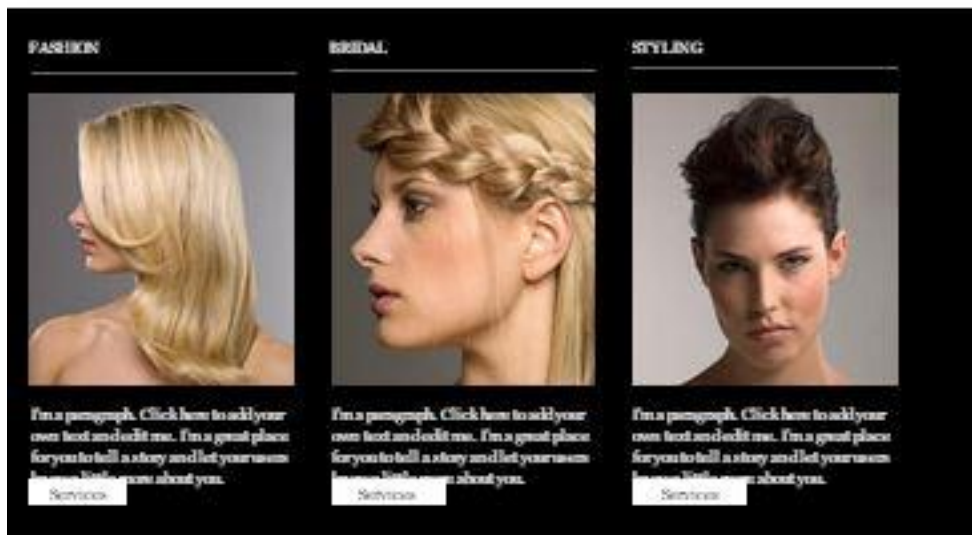 FASHION
BRIDAL
STYLING
I'm a paragraph. Click here to add your
own text and edit me. I'm a great place
for you to tell a story and let your users
more about you.
Services
I'm a paragraph. Click here to add your
own text and edit me. I'm a great place
for you to tell a story and let your users
more about you.
Services
I'm a paragraph. Click here to add your
own text and edit me. I'm a great place
for you to tell a story and let your users
about you.
Services